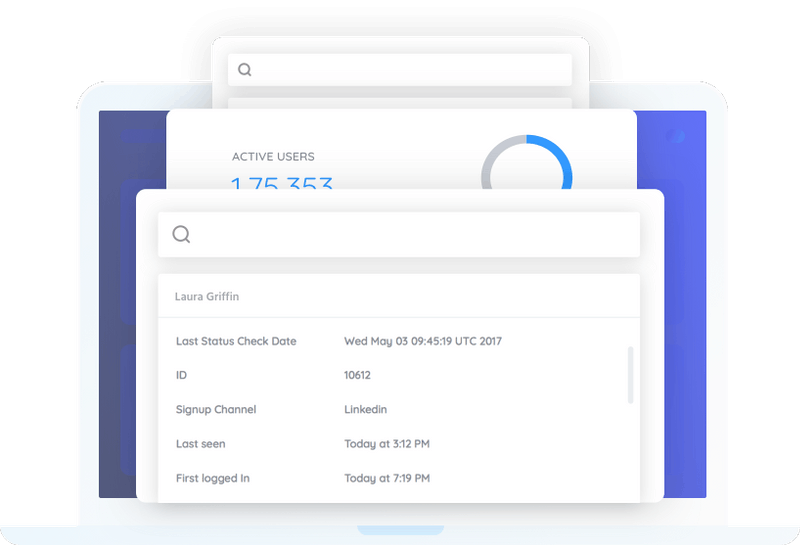 ACTIVE USERS
1,75,353
Laura Griffin
Last Status Check Date Wed May 03 09:45:19 UTC 2017
ID 10612
Signup Channel Linkedin
Last seen Today at 3:12 PM
First logged In Today at 7:19 PM